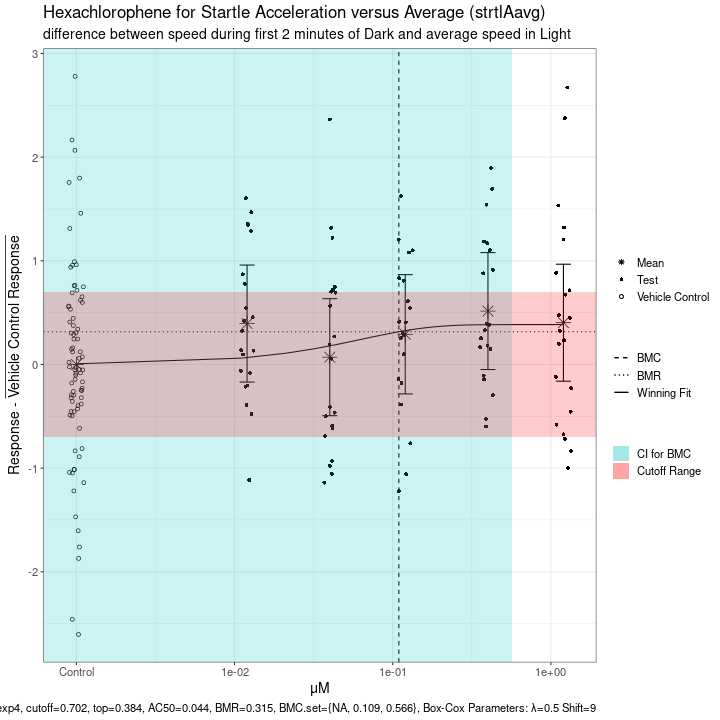 Hexachlorophene for Startle Acceleration versus Average (strtlAavg)
difference between speed during first 2 minutes of Dark and average speed in Light
Response - Vehicle Control Response
3
2
1
0
-1
-2
Control
1e-02
1e-01
1e+00
µM
Mean
Test
Vehicle Control
BMC
BMR
Winning Fit
CI for BMC
Cutoff Range
exp4, cutoff=0.702, top=0.384, AC50=0.044, BMR=0.315, BMC.set={NA, 0.109, 0.566}, Box-Cox Parameters: λ=0.5 Shift=9